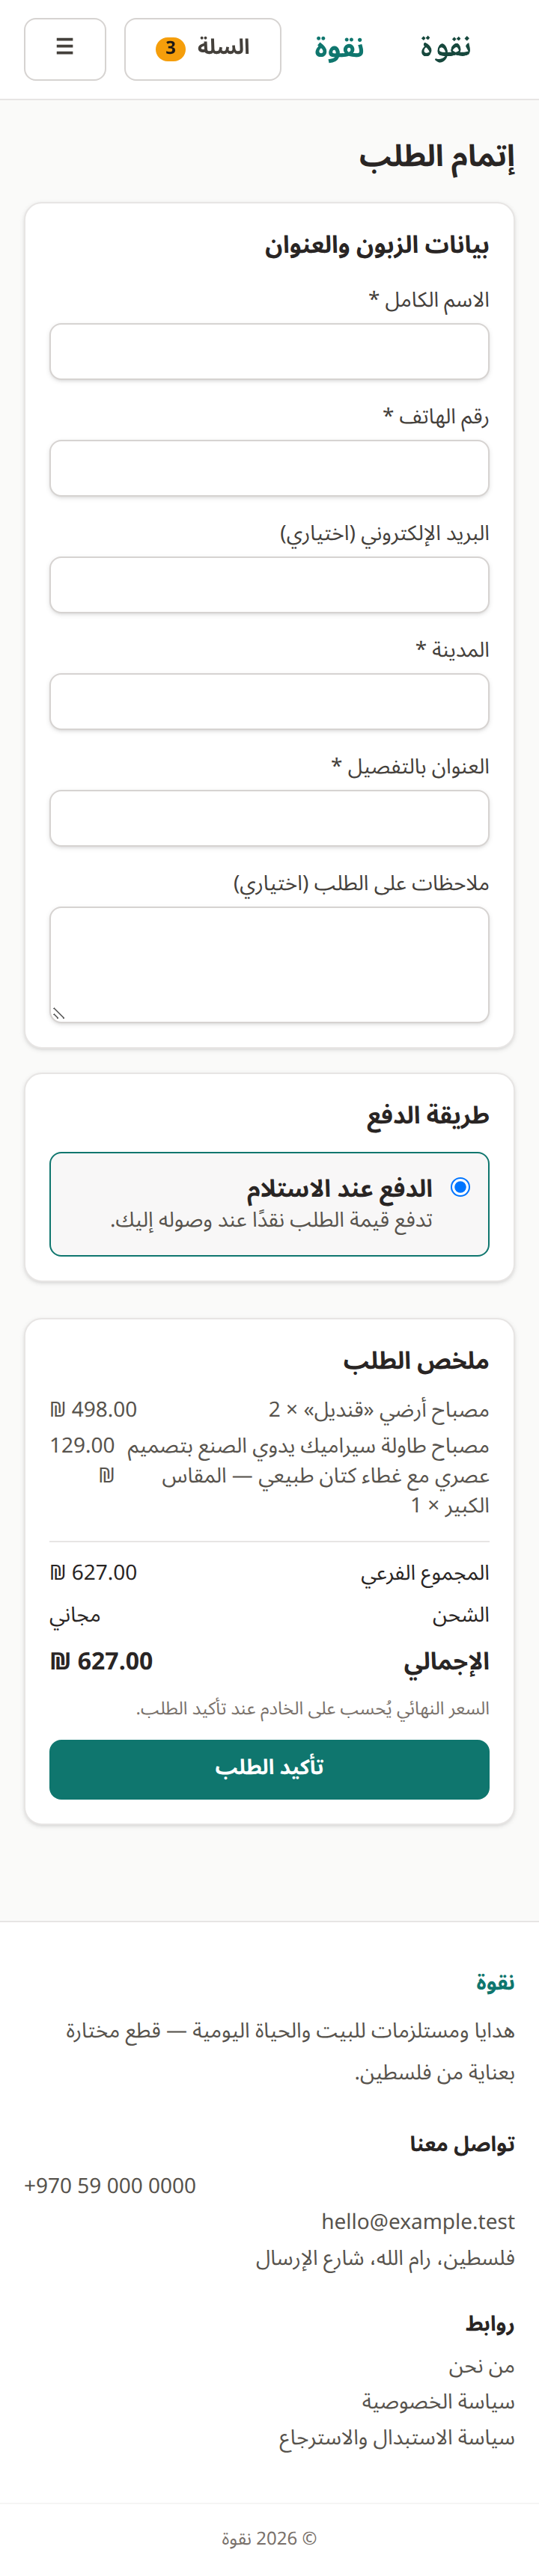 نقوة
نقوة
السلة 3
☰
إتمام الطلب
بيانات الزبون والعنوان
الاسم الكامل *
رقم الهاتف *
البريد الإلكتروني (اختياري)
المدينة *
العنوان بالتفصيل *
ملاحظات على الطلب (اختياري)
طريقة الدفع
الدفع عند الاستلام
تدفع قيمة الطلب نقدًا عند وصوله إليك.
ملخص الطلب
مصباح أرضي «قنديل» × 2 498.00 ₪
مصباح طاولة سيراميك يدوي الصنع بتصميم 129.00
عصري مع غطاء كتان طبيعي — المقاس ₪
الكبير × 1
المجموع الفرعي 627.00 ₪
الشحن مجاني
الإجمالي 627.00 ₪
السعر النهائي يُحسب على الخادم عند تأكيد الطلب.
تأكيد الطلب
نقوة
هدايا ومستلزمات للبيت والحياة اليومية — قطع مختارة
بعناية من فلسطين.
تواصل معنا
+970 59 000 0000
hello@example.test
فلسطين، رام الله، شارع الإرسال
روابط
من نحن
سياسة الخصوصية
سياسة الاستبدال والاسترجاع
© 2026 نقوة